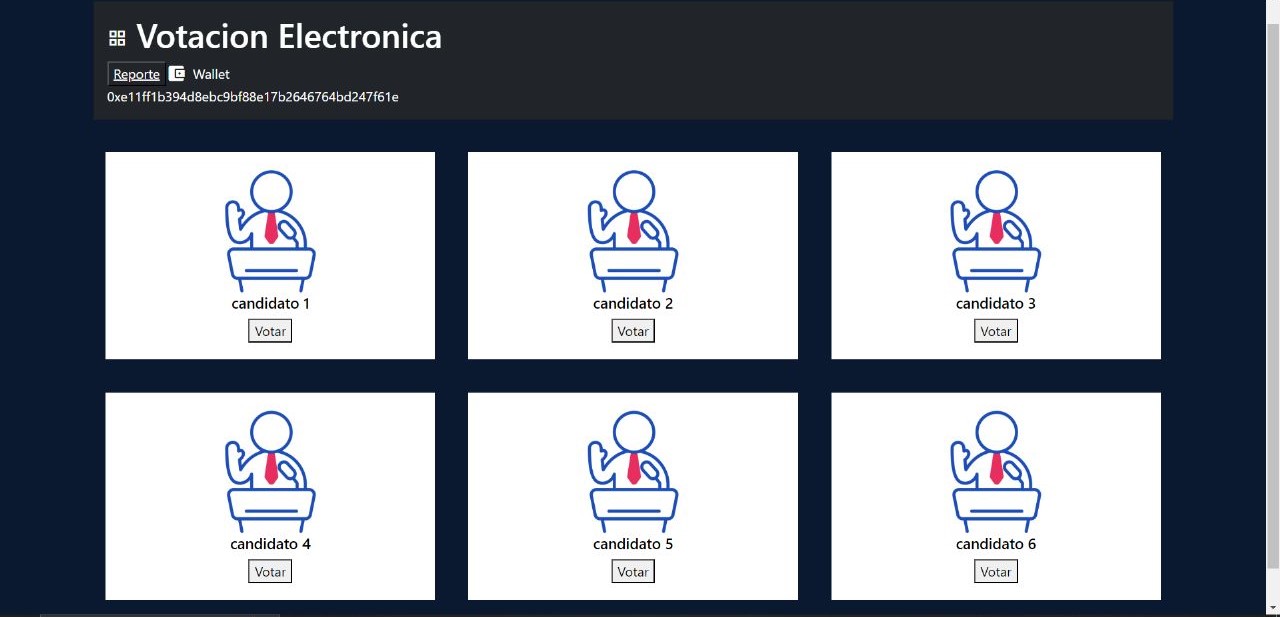 Votacion Electronica
Reporte Wallet
0xe11ff1b394d8ebc9bf88e17b2646764bd247f61e
candidato 1
Votar
candidato 2
Votar
candidato 3
Votar
candidato 4
Votar
candidato 5
Votar
candidato 6
Votar